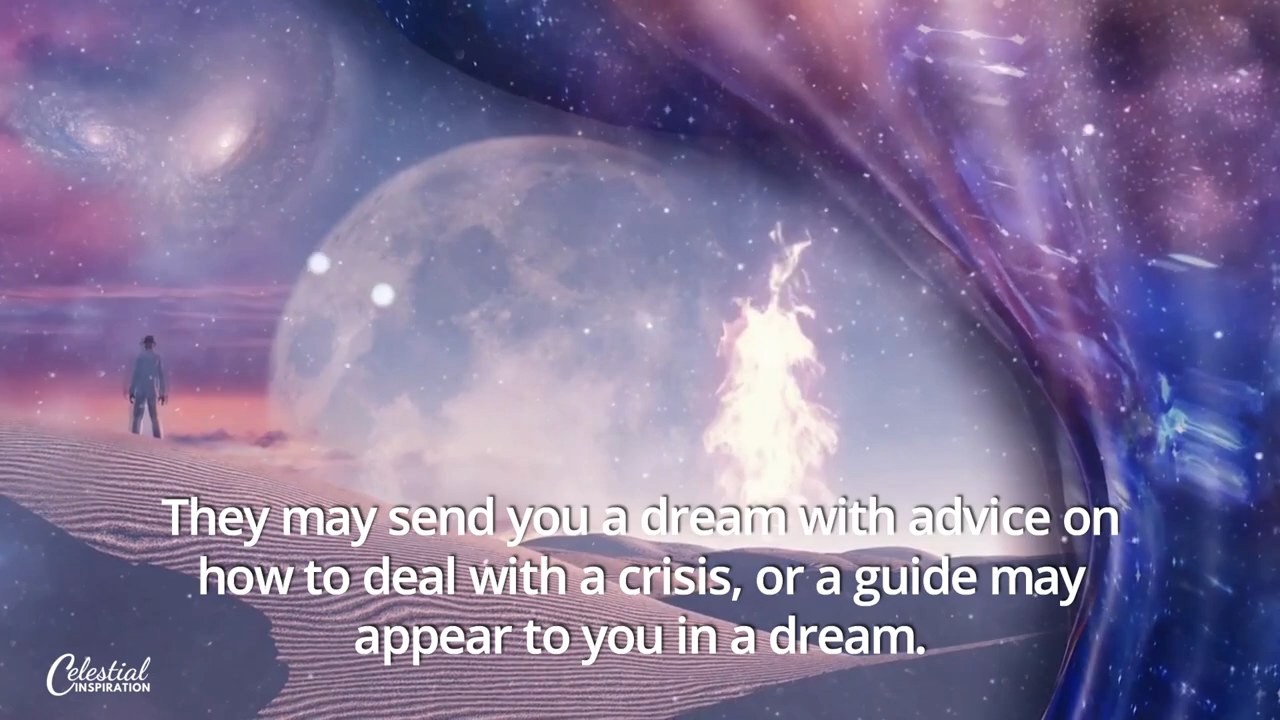 They may send you a dream with advice on
how to deal with a crisis, or a guide may
appear to you in a dream.
Celestial
INSPIRATION